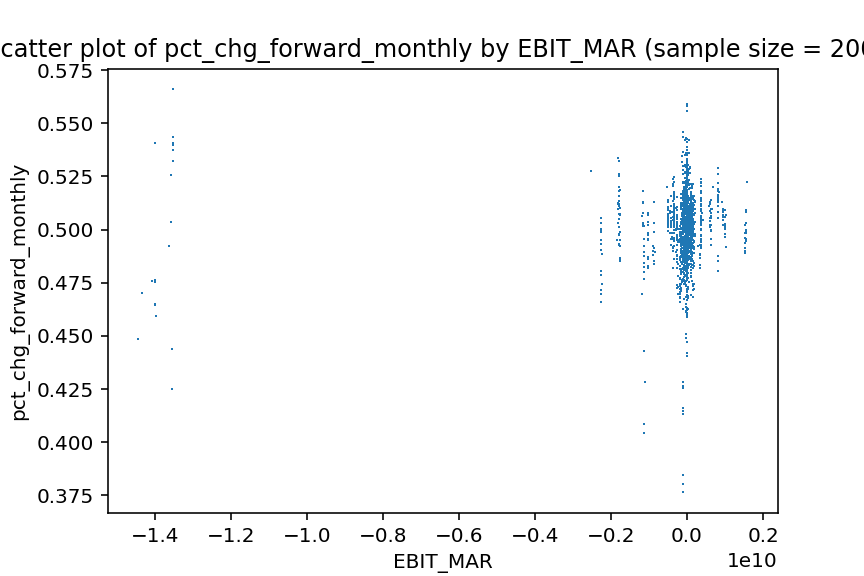 catter plot of pct_chg_forward_monthly by EBIT_MAR (sample size = 200
0.575
0.550
0.525
0.500
0.475
0.450
0.425
0.400
0.375
pct_chg_forward_monthly
−1.4 −1.2 −1.0 −0.8 −0.6 −0.4 −0.2 0.0 0.2
EBIT_MAR
1e10